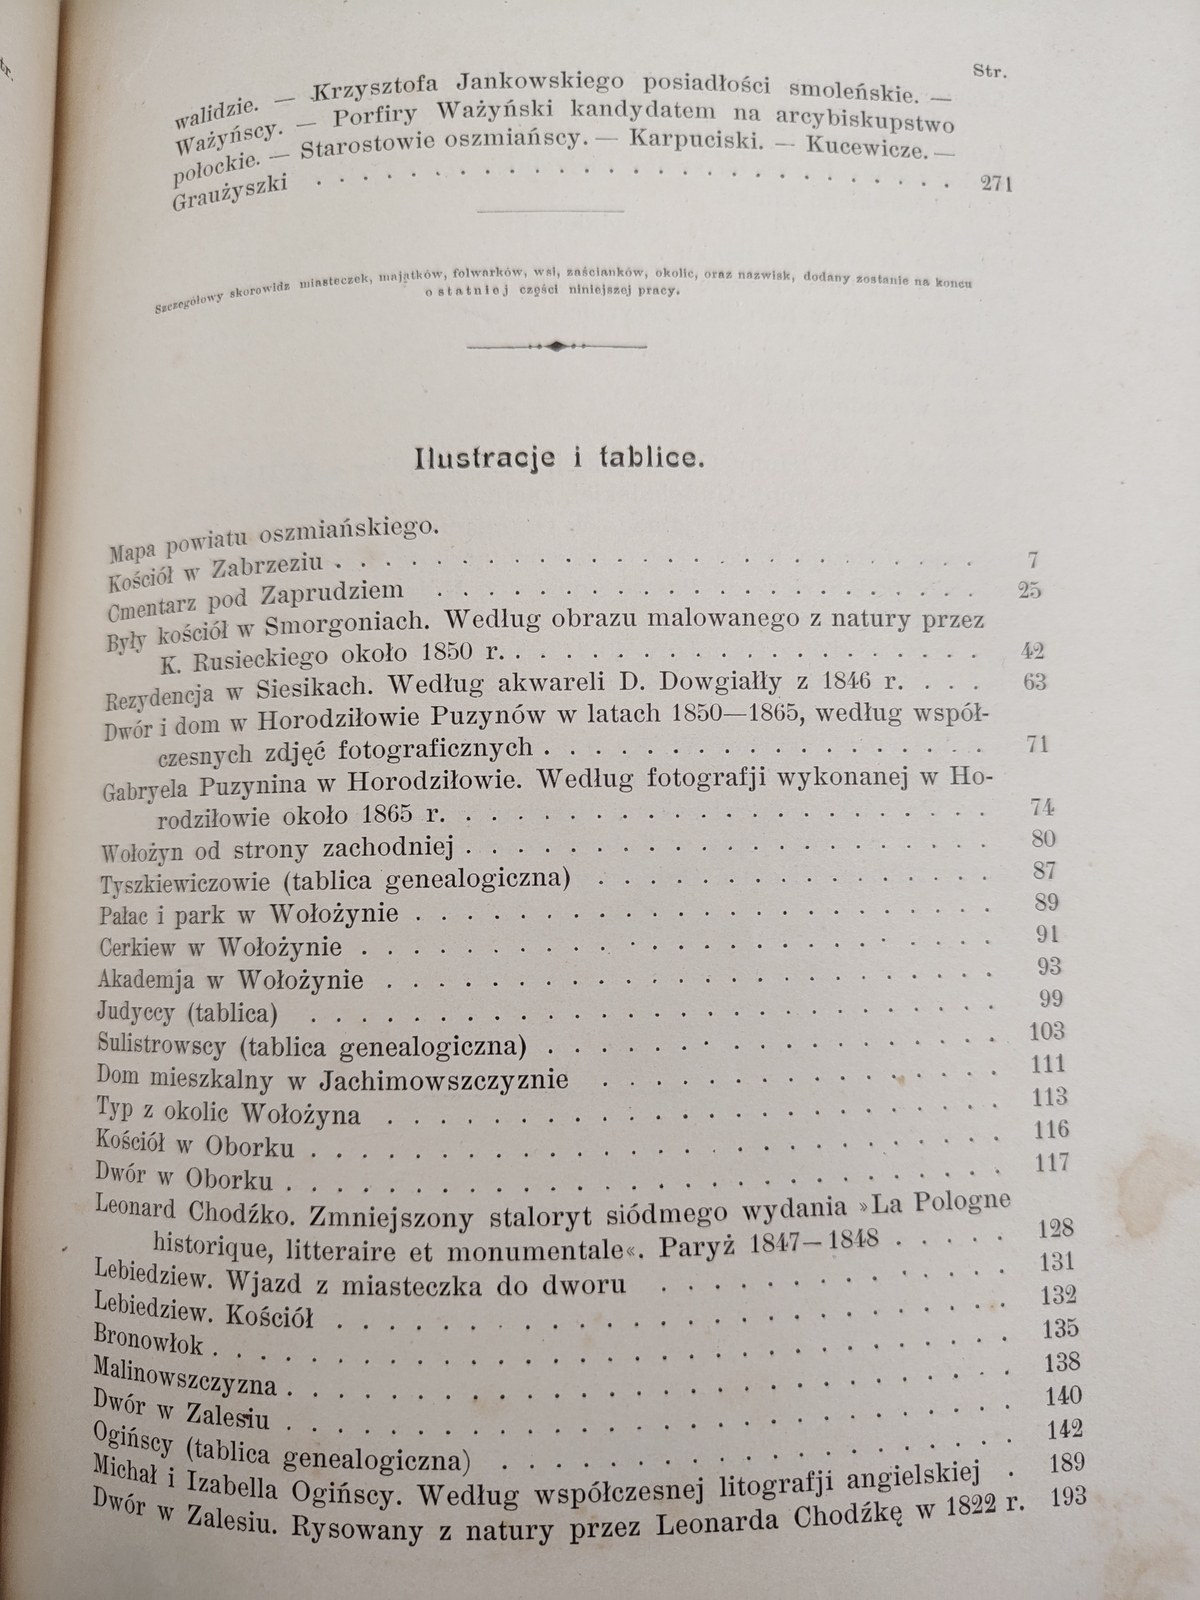 Str.
walidzie. — Krzysztofa Jankowskiego posiadłości smoleńskie. —
Ważyńscy. — Porfiry Ważyński kandydatem na arcybiskupstwo
połockie. — Starostowie oszmiańscy. — Karpuciski. — Kucewicze. —
Graużyszki . . . . . . . . . . . . . . . . . . . . . . . . 271
Szczegółowy skorowidz miasteczek, majątków, folwarków, wsi, zaścianków, okolic, oraz nazwisk, dodany zostanie na końcu
ostatniej części niniejszej pracy.
Ilustracje i tablice.
Mapa powiatu oszmiańskiego.
Kościół w Zabrzeziu . . . . . . . . . . . . . . . . . . . . 7
Cmentarz pod Zaprudziem . . . . . . . . . . . . . . . . . . 25
Były kościół w Smorgoniach. Według obrazu malowanego z natury przez
K. Rusieckiego około 1850 r. . . . . . . . . . . . . . . . . 42
Rezydencja w Siesikach. Według akwareli D. Dowgiałły z 1846 r. . . . 63
Dwór i dom w Horodziłowie Puzynów w latach 1850—1865, według współ-
czesnych zdjęć fotograficznych . . . . . . . . . . . . . . . 71
Gabryela Puzynina w Horodziłowie. Według fotografji wykonanej w Ho-
rodziłowie około 1865 r. . . . . . . . . . . . . . . . . . . 74
Wołożyn od strony zachodniej . . . . . . . . . . . . . . . . 80
Tyszkiewiczowie (tablica genealogiczna) . . . . . . . . . . . 87
Pałac i park w Wołożynie . . . . . . . . . . . . . . . . . . 89
Cerkiew w Wołożynie . . . . . . . . . . . . . . . . . . . . 91
Akademja w Wołożynie . . . . . . . . . . . . . . . . . . . . 93
Judyccy (tablica) . . . . . . . . . . . . . . . . . . . . . 99
Sulistrowscy (tablica genealogiczna) . . . . . . . . . . . . 103
Dom mieszkalny w Jachimowszczyznie . . . . . . . . . . . . . 111
Typ z okolic Wołożyna . . . . . . . . . . . . . . . . . . . 113
Kościół w Oborku . . . . . . . . . . . . . . . . . . . . . . 116
Dwór w Oborku . . . . . . . . . . . . . . . . . . . . . . . 117
Leonard Chodźko. Zmniejszony staloryt siódmego wydania »La Pologne
historique, litteraire et monumentale«. Paryż 1847—1848 . . . . . 128
Lebiedziew. Wjazd z miasteczka do dworu . . . . . . . . . . . 131
Lebiedziew. Kościół . . . . . . . . . . . . . . . . . . . . 132
Bronowłok . . . . . . . . . . . . . . . . . . . . . . . . . 135
Malinowszczyzna . . . . . . . . . . . . . . . . . . . . . . 138
Dwór w Zalesiu . . . . . . . . . . . . . . . . . . . . . . . 140
Ogińscy (tablica genealogiczna) . . . . . . . . . . . . . . . 142
Michał i Izabella Ogińscy. Według współczesnej litografji angielskiej . 189
Dwór w Zalesiu. Rysowany z natury przez Leonarda Chodźkę w 1822 r. 193